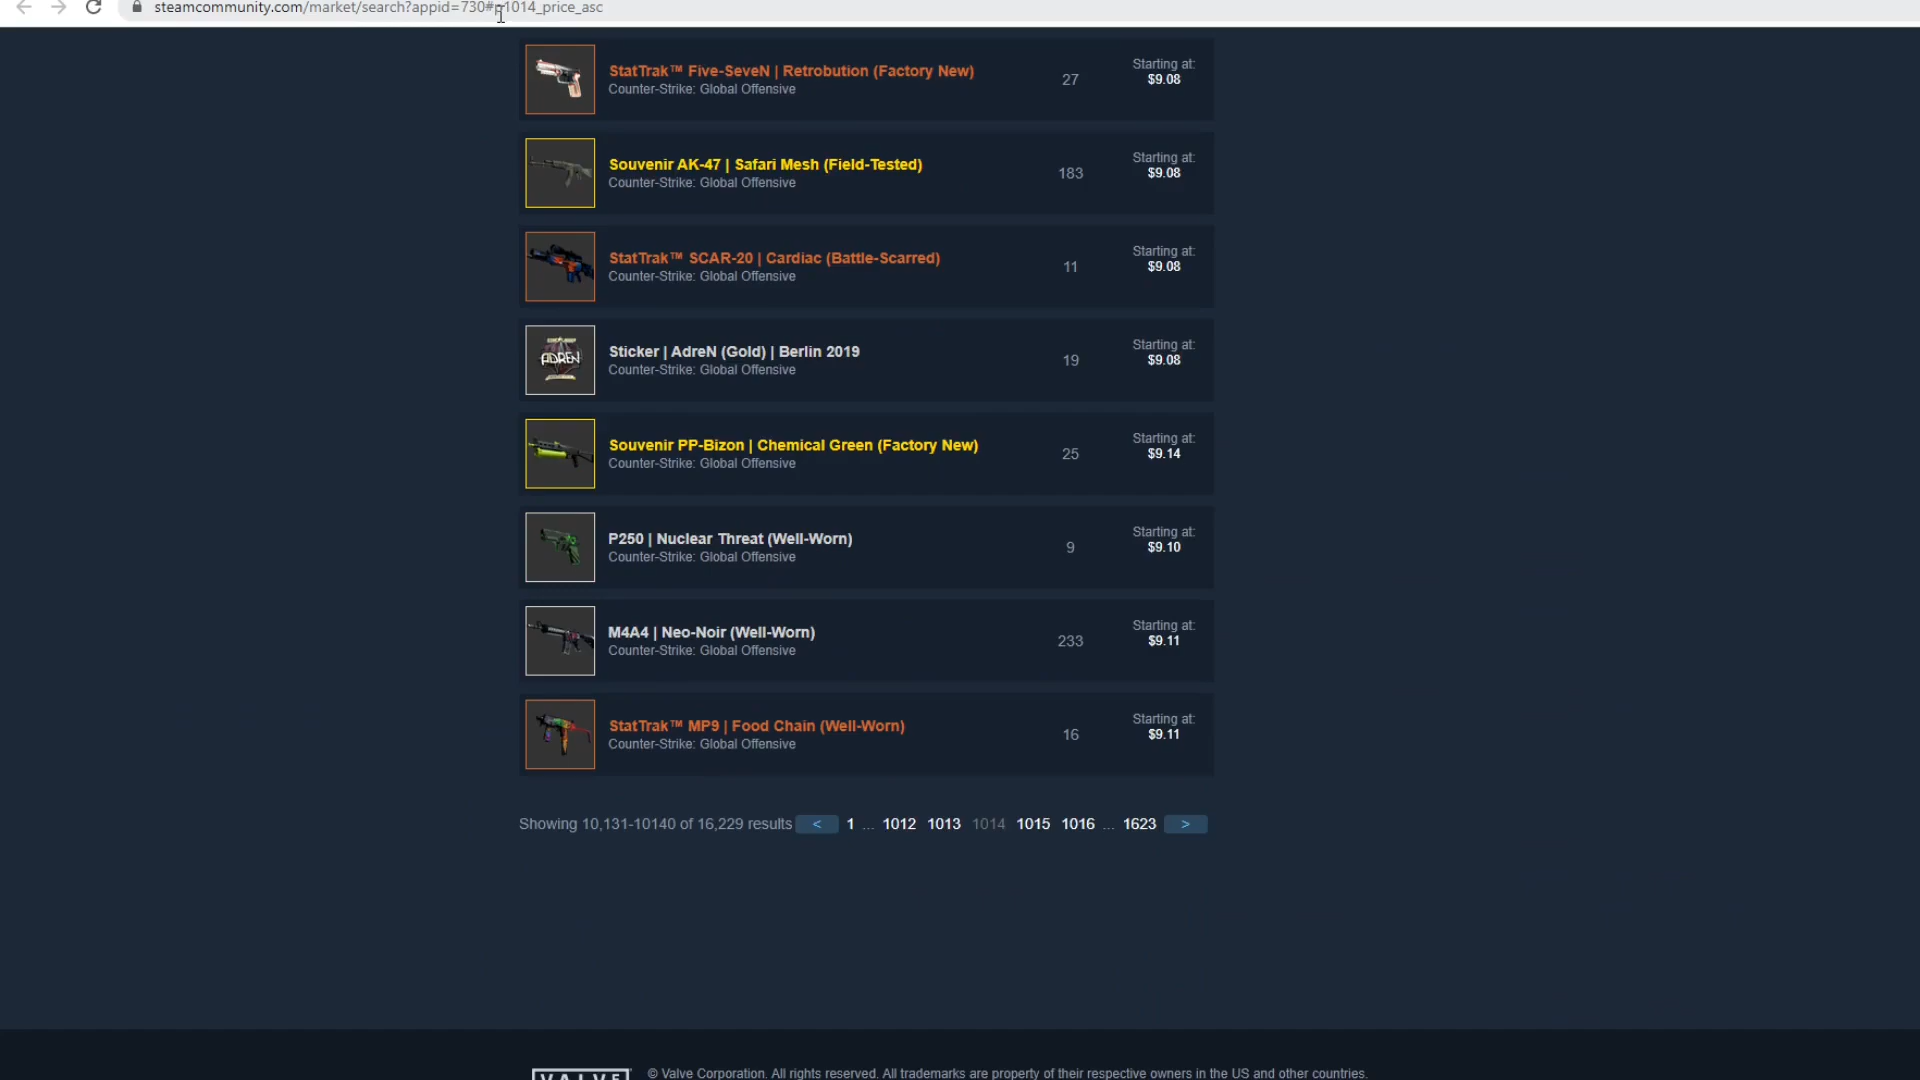 steamcommunity.com/market/search?appid=730#p1014_price_asc
StatTrak™ Five-SeveN | Retrobution (Factory New)
Counter-Strike: Global Offensive
27
Starting at:
$9.08
Souvenir AK-47 | Safari Mesh (Field-Tested)
Counter-Strike: Global Offensive
183
Starting at:
$9.08
StatTrak™ SCAR-20 | Cardiac (Battle-Scarred)
Counter-Strike: Global Offensive
11
Starting at:
$9.08
ADREN
Sticker | AdreN (Gold) | Berlin 2019
Counter-Strike: Global Offensive
19
Starting at:
$9.08
Souvenir PP-Bizon | Chemical Green (Factory New)
Counter-Strike: Global Offensive
25
Starting at:
$9.14
P250 | Nuclear Threat (Well-Worn)
Counter-Strike: Global Offensive
9
Starting at:
$9.10
M4A4 | Neo-Noir (Well-Worn)
Counter-Strike: Global Offensive
233
Starting at:
$9.11
StatTrak™ MP9 | Food Chain (Well-Worn)
Counter-Strike: Global Offensive
16
Starting at:
$9.11
Showing 10,131-10140 of 16,229 results < 1 ... 1012 1013 1014 1015 1016 ... 1623 >
VALVE © Valve Corporation. All rights reserved. All trademarks are property of their respective owners in the US and other countries.